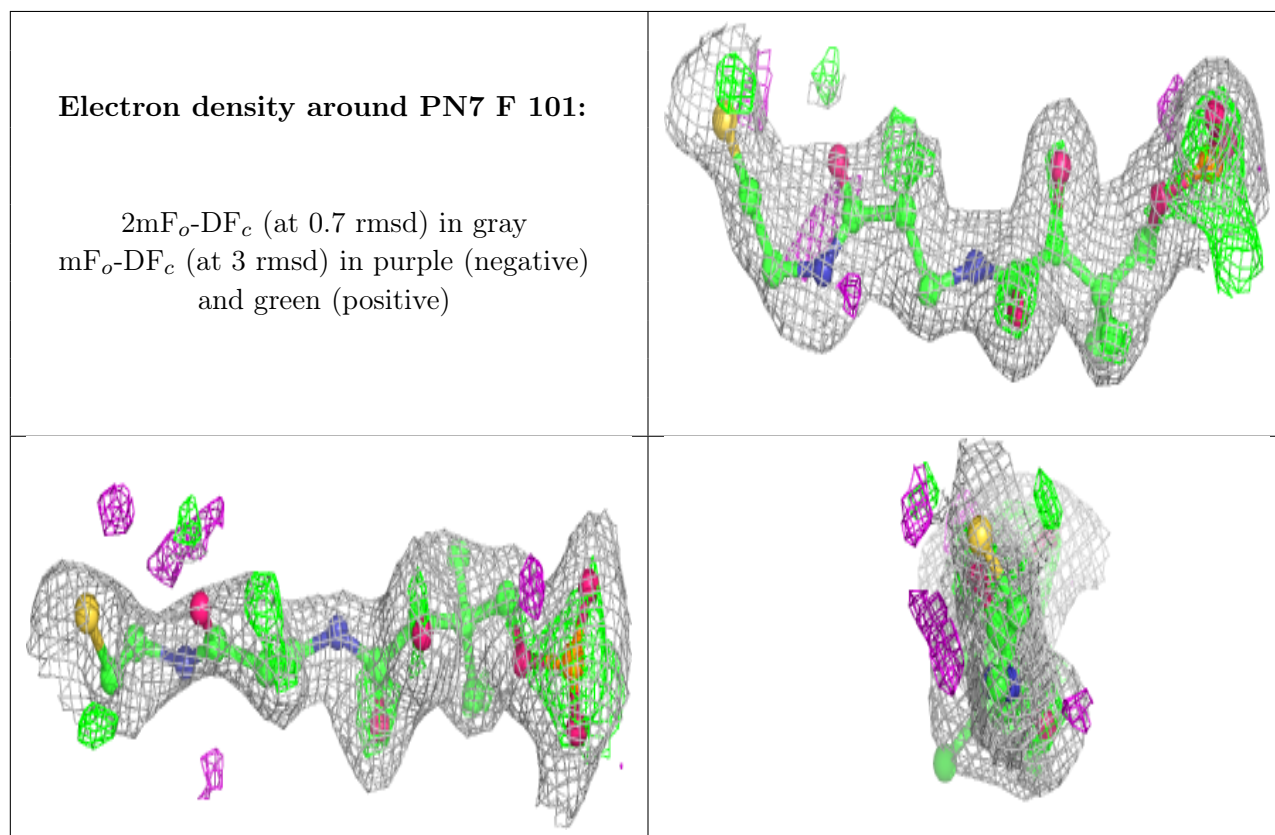 Electron density around PN7 F 101:
2mFₒ-DF𝒸 (at 0.7 rmsd) in gray
mFₒ-DF𝒸 (at 3 rmsd) in purple (negative)
and green (positive)